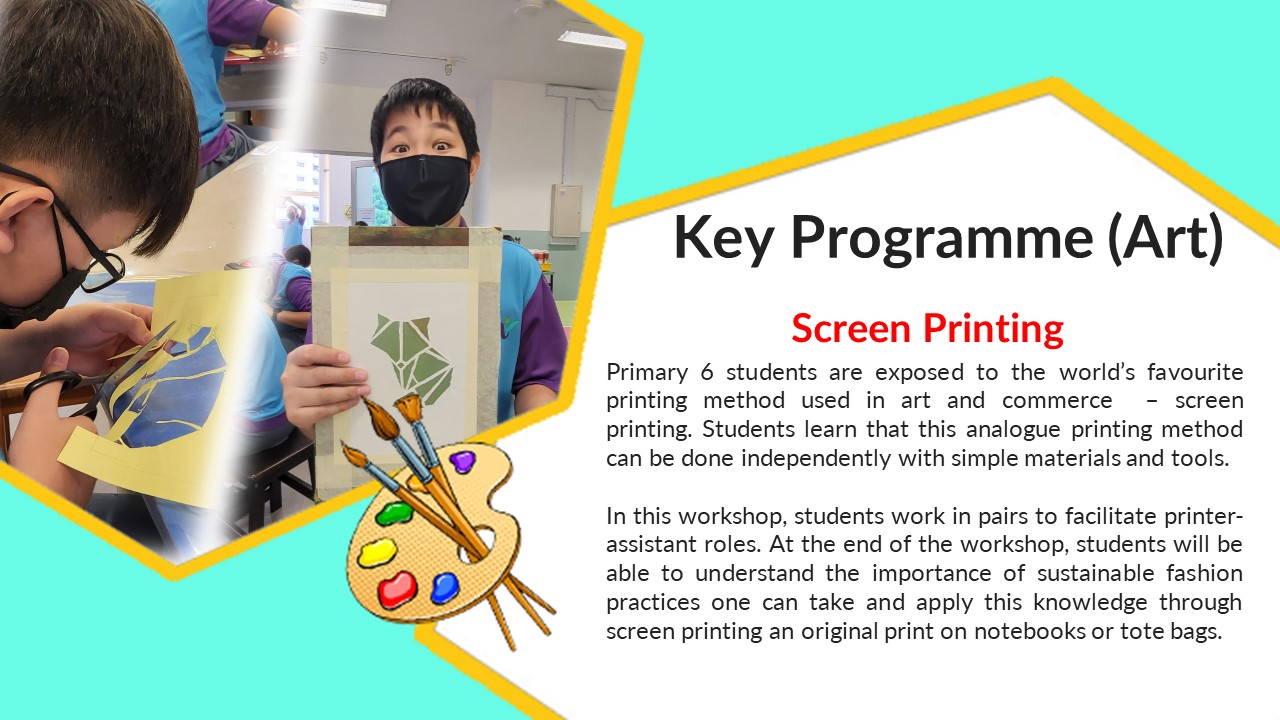 Key Programme (Art)
Screen Printing
Primary 6 students are exposed to the world’s favourite
printing method used in art and commerce – screen
printing. Students learn that this analogue printing method
can be done independently with simple materials and tools.
In this workshop, students work in pairs to facilitate printer-
assistant roles. At the end of the workshop, students will be
able to understand the importance of sustainable fashion
practices one can take and apply this knowledge through
screen printing an original print on notebooks or tote bags.